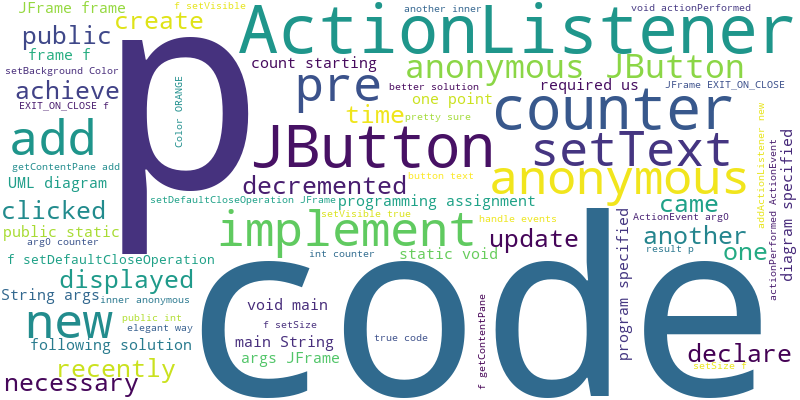 JFrame frame
f setVisible
another inner
void actionPerformed
create
ActionListener
public
frame f
count starting
anonymous JButton
setBackground Color
achieve
pre
better solution
required us
JFrame EXIT_ON_CLOSE
EXIT_ON_CLOSE f
Color ORANGE
p
time
one point
counter
add
pretty sure
JButton
setText
addActionListener new
getContentPane add
button text
anonymous
UML diagram
decremented
actionPerformed ActionEvent
diagram specified
clicked
setDefaultCloseOperation JFrame
programming assignment
came
setVisible true
handle events
ActionEvent arg0
public static
implement
another
arg0 counter
update
program specified
result p
one
int counter
static void
f setDefaultCloseOperation
displayed
code
String args
inner anonymous
void main
f getContentPane
new
public int
f setSize
elegant way
main String
true code
following solution
declare
args JFrame
recently
setSize f
necessary